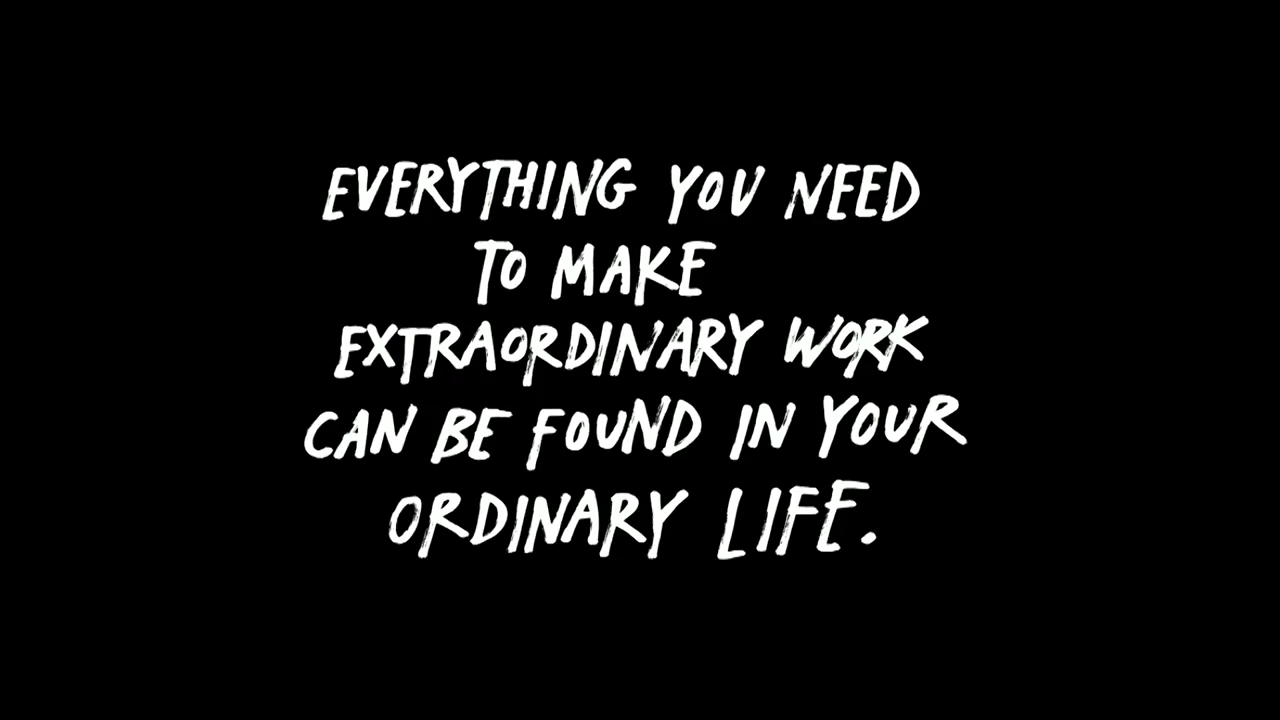 EVERYTHING YOU NEED
TO MAKE
EXTRAORDINARY WORK
CAN BE FOUND IN YOUR
ORDINARY LIFE.